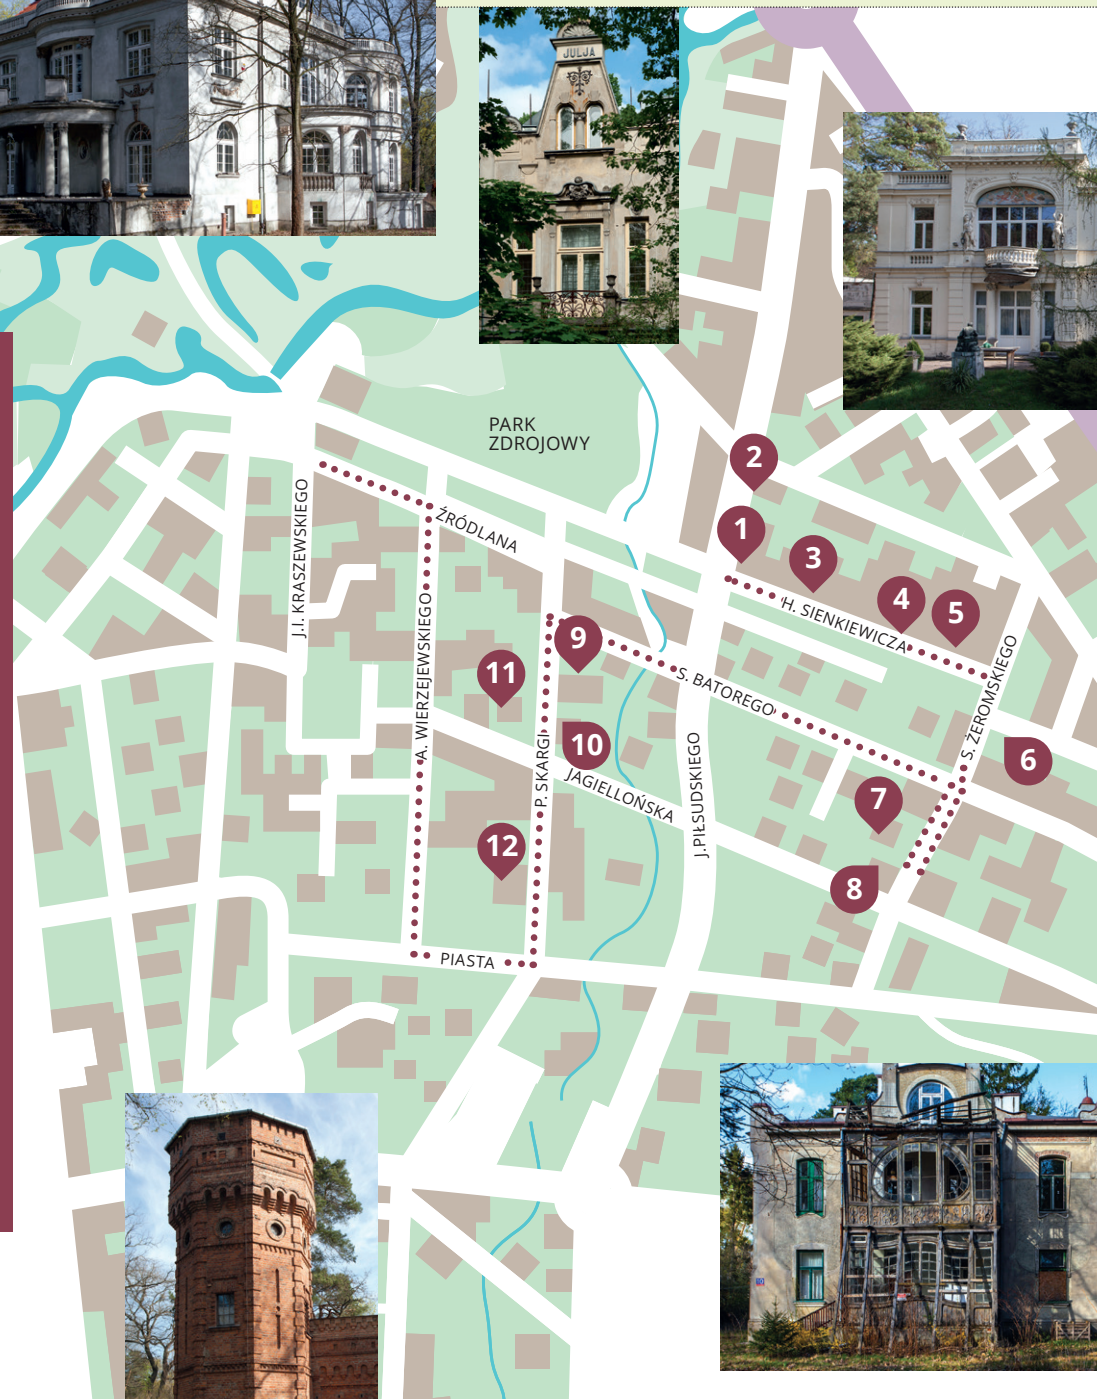 JULJA
PARK
ZDROJOWY
2
1
3
4
5
H. SIENKIEWICZA
ŹRÓDLANA
J.I. KRASZEWSKIEGO
A. WIERZEJEWSKIEGO
9
11
S. BATOREGO
S. ŻEROMSKIEGO
10
6
P. SKARGI
JAGIELLOŃSKA
J.PIŁSUDSKIEGO
7
12
8
PIASTA